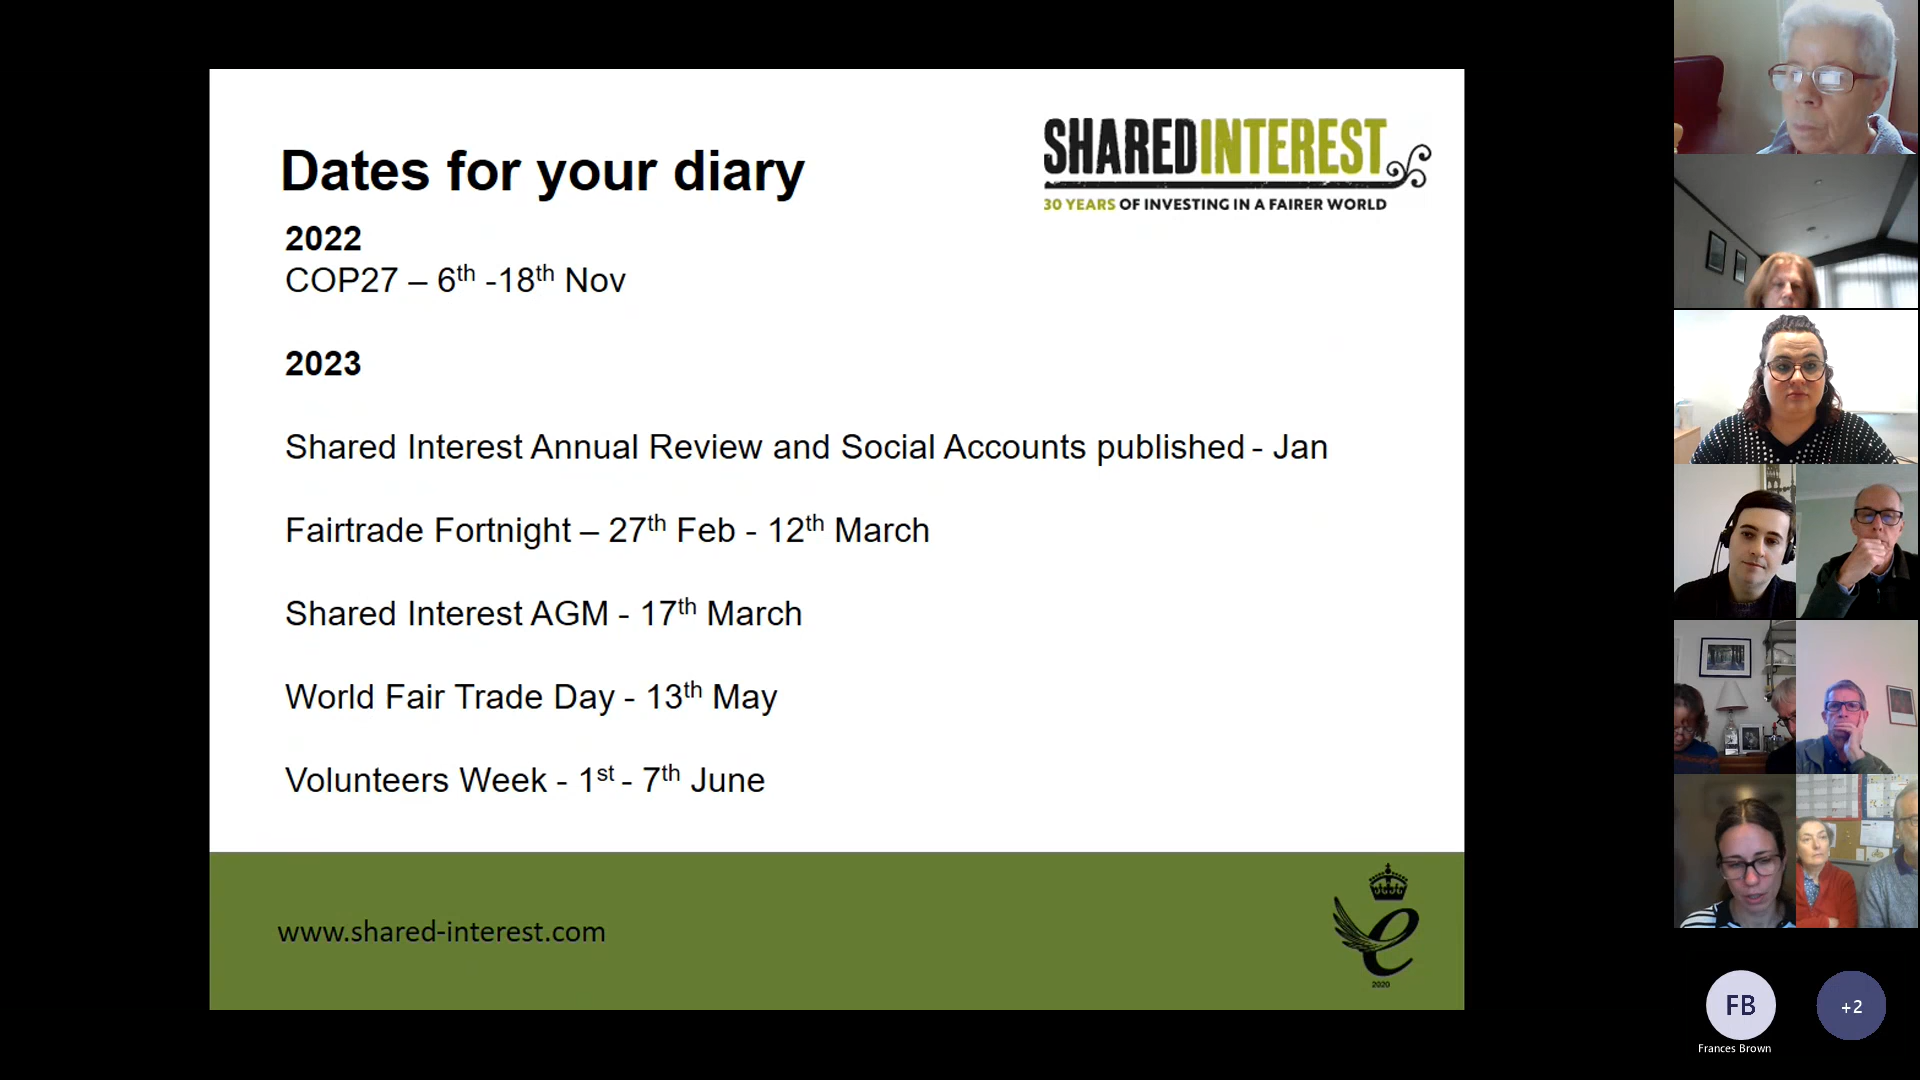 Dates for your diary
SHAREDINTEREST
30 YEARS OF INVESTING IN A FAIRER WORLD
2022
COP27 – 6th -18th Nov
2023
Shared Interest Annual Review and Social Accounts published - Jan
Fairtrade Fortnight – 27th Feb - 12th March
Shared Interest AGM - 17th March
World Fair Trade Day - 13th May
Volunteers Week - 1st - 7th June
www.shared-interest.com
e
2020
FB
Frances Brown
+2